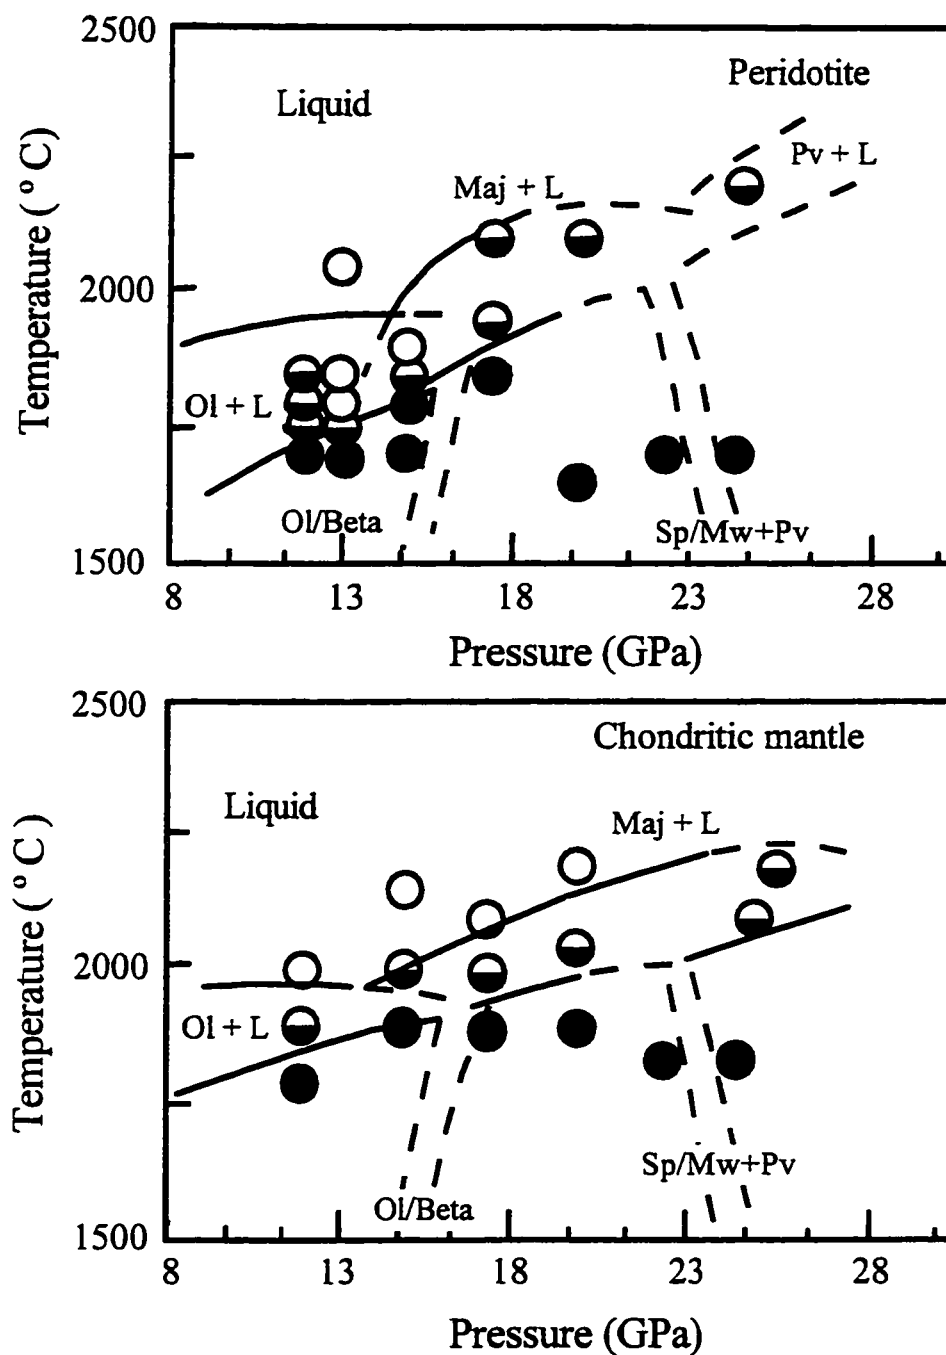 2500
Peridotite
Liquid
Pv + L
Maj + L
Temperature ( º C )
2000
Ol + L
Ol/Beta
Sp/Mw+Pv
1500
8 13 18 23 28
Pressure (GPa)
2500
Chondritic mantle
Liquid
Maj + L
Temperature ( º C )
2000
Ol + L
Sp/Mw+Pv
Ol/Beta
1500
8 13 18 23 28
Pressure (GPa)